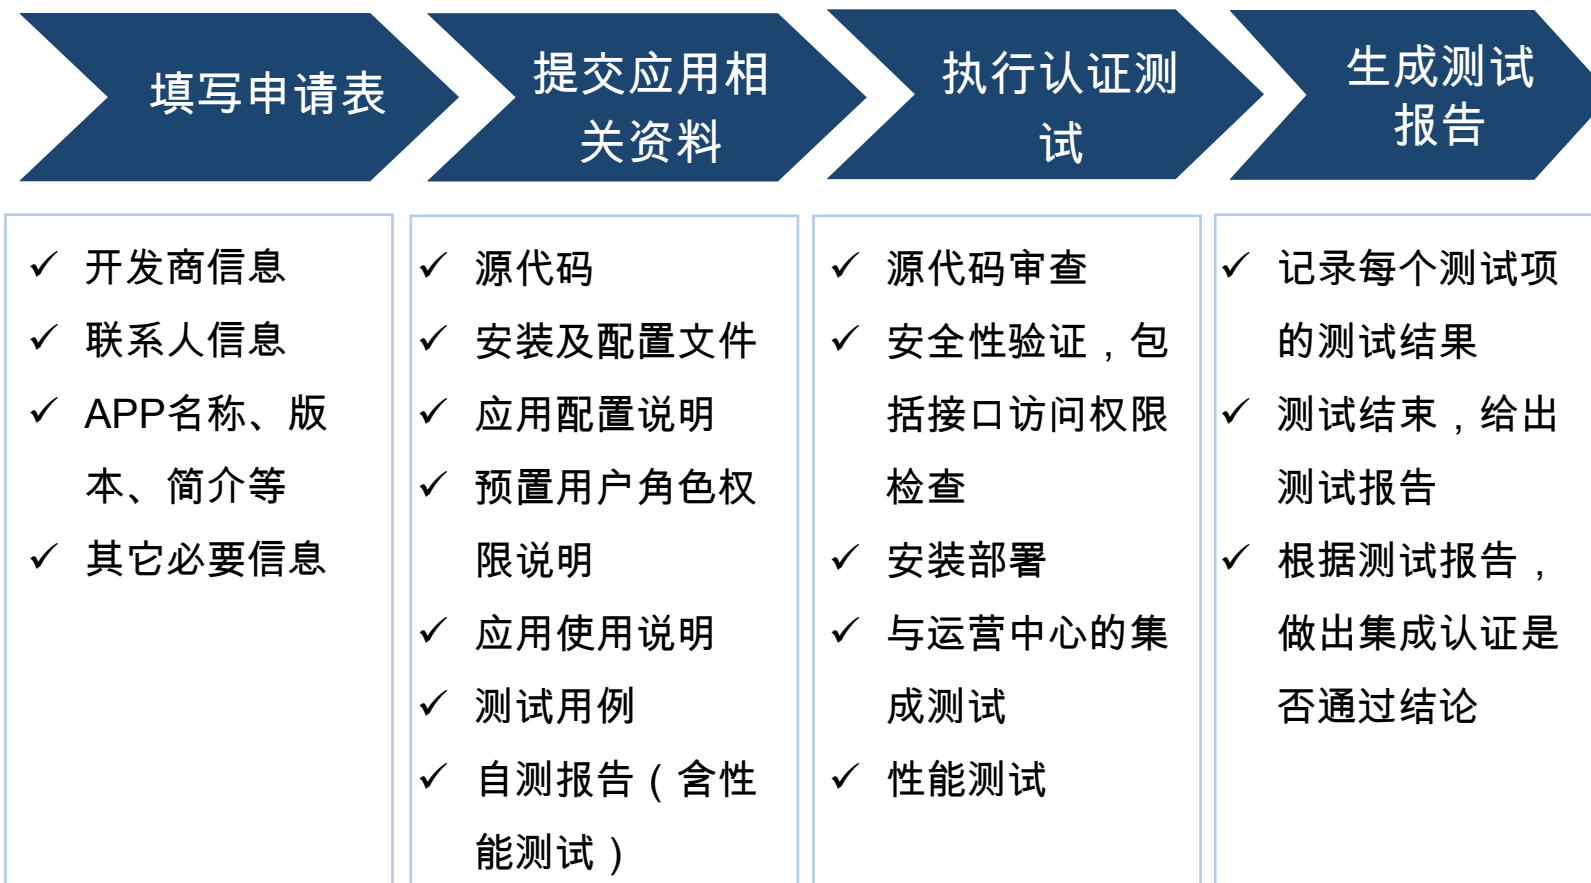 填写申请表
提交应用相
关资料
执行认证测
试
生成测试
报告
✓ 开发商信息
✓ 联系人信息
✓ APP名称、版
本、简介等
✓ 其它必要信息
✓ 源代码
✓ 安装及配置文件
✓ 应用配置说明
✓ 预置用户角色权
限说明
✓ 应用使用说明
✓ 测试用例
✓ 自测报告（含性
能测试）
✓ 源代码审查
✓ 安全性验证，包
括接口访问权限
检查
✓ 安装部署
✓ 与运营中心的集
成测试
✓ 性能测试
✓ 记录每个测试项
的测试结果
✓ 测试结束，给出
测试报告
✓ 根据测试报告，
做出集成认证是
否通过结论